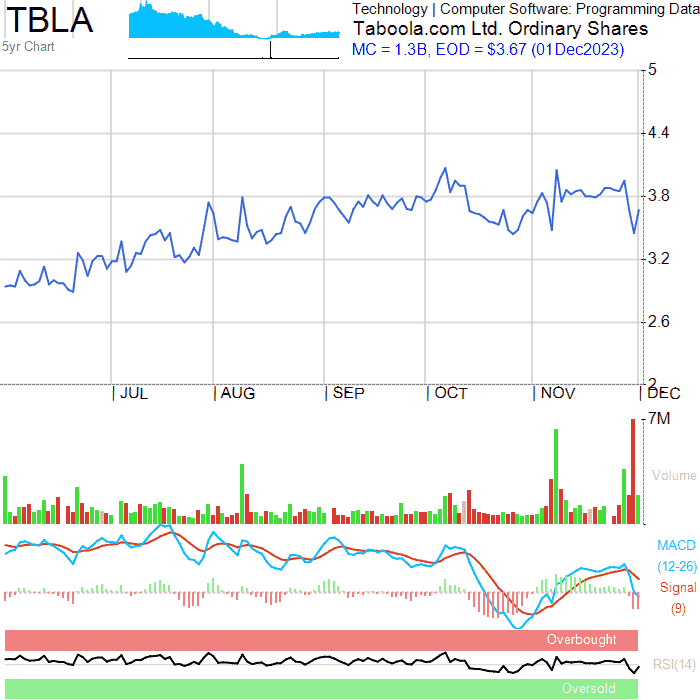 TBLA
5yr Chart
Technology | Computer Software: Programming Data
Taboola.com Ltd. Ordinary Shares
MC = 1.3B, EOD = $3.67 (01Dec2023)
5
4.4
3.8
3.2
2.6
2
JUL
AUG
SEP
OCT
NOV
DEC
7M
Volume
MACD
(12-26)
Signal
(9)
Overbought
RSI(14)
Oversold